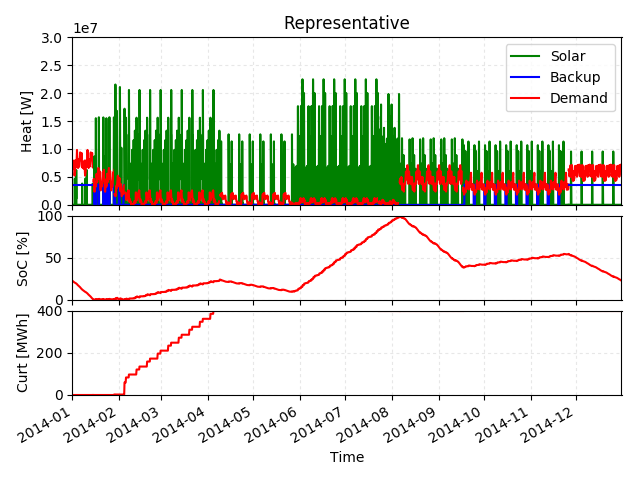 Representative
1e7
3.0
2.5
2.0
1.5
1.0
0.5
0.0
Heat [W]
Solar
Backup
Demand
100
50
0
SoC [%]
400
200
0
Curt [MWh]
2014-01
2014-02
2014-03
2014-04
2014-05
2014-06
2014-07
2014-08
2014-09
2014-10
2014-11
2014-12
Time